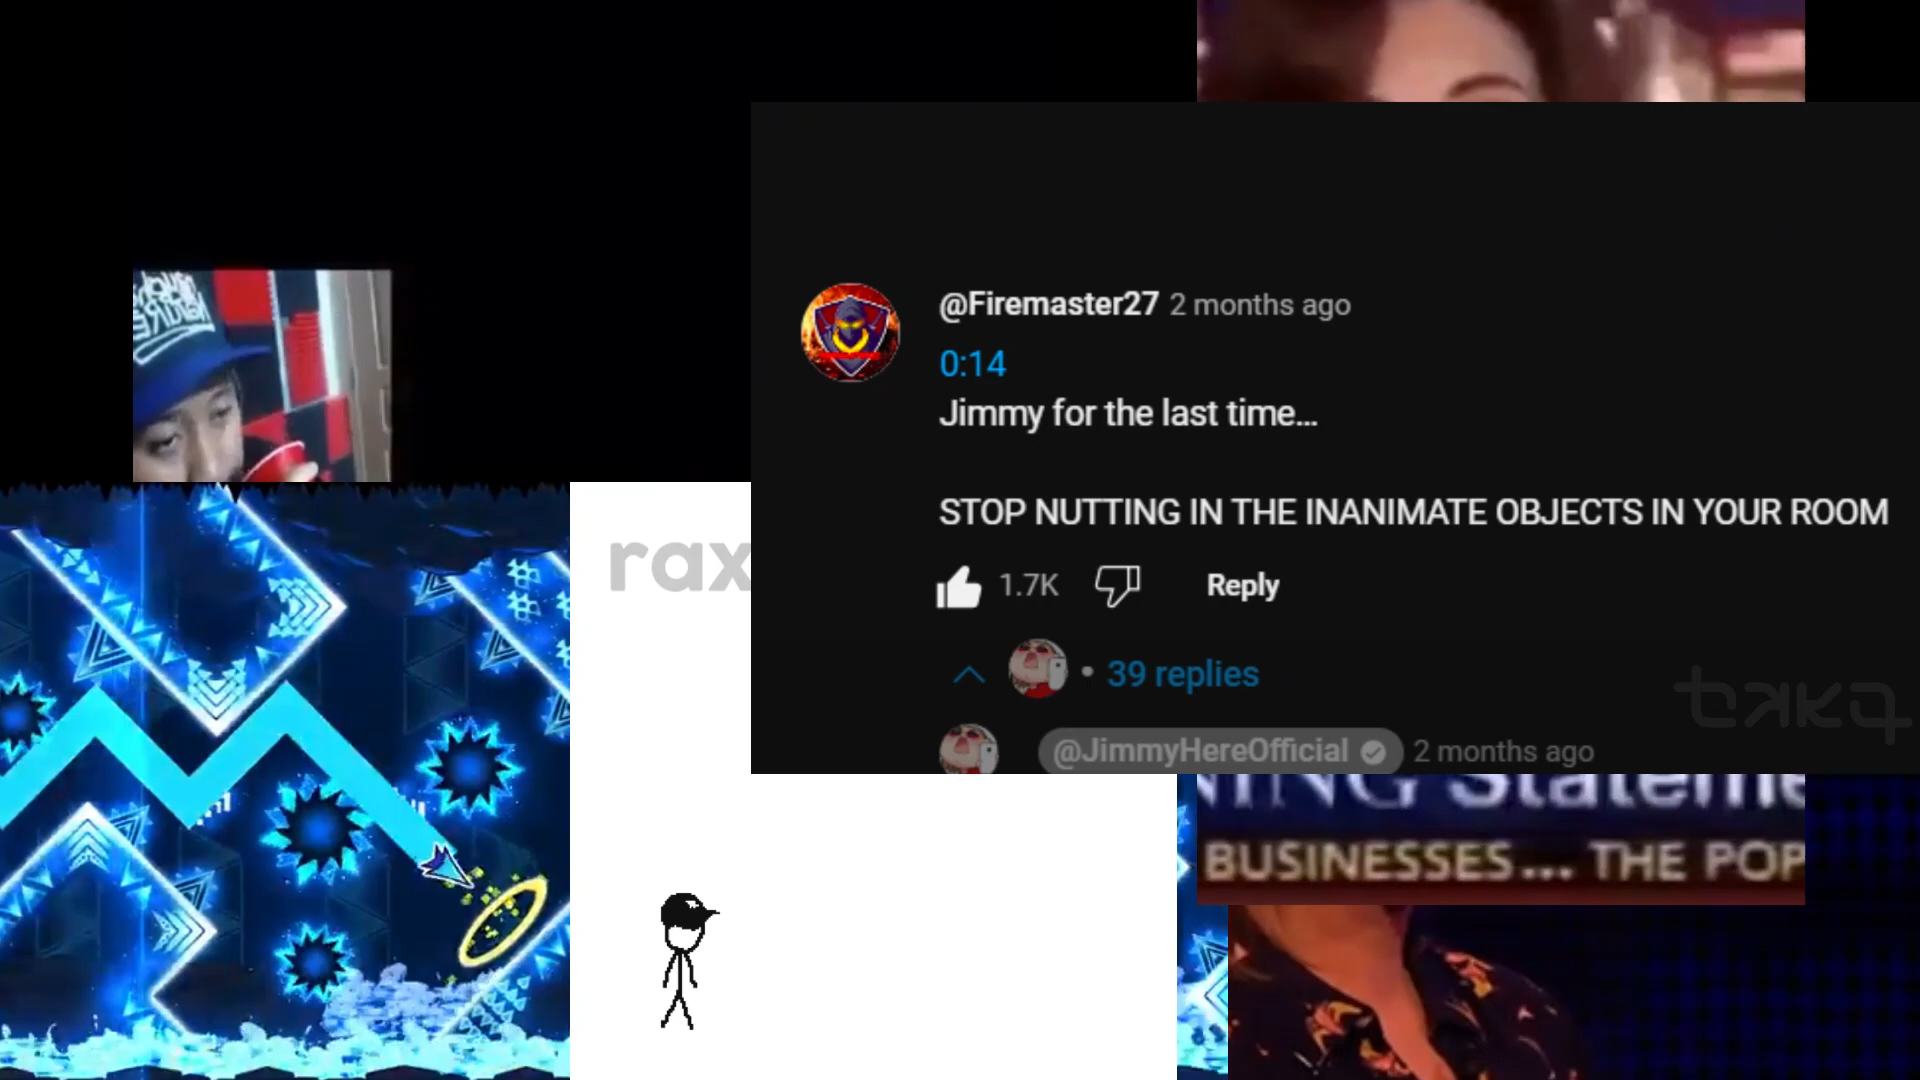 @Firemaster27 2 months ago
0:14
Jimmy for the last time...
STOP NUTTING IN THE INANIMATE OBJECTS IN YOUR ROOM
1.7K Reply
• 39 replies
@JimmyHereOfficial 2 months ago
rax
BUSINESSES... THE POP